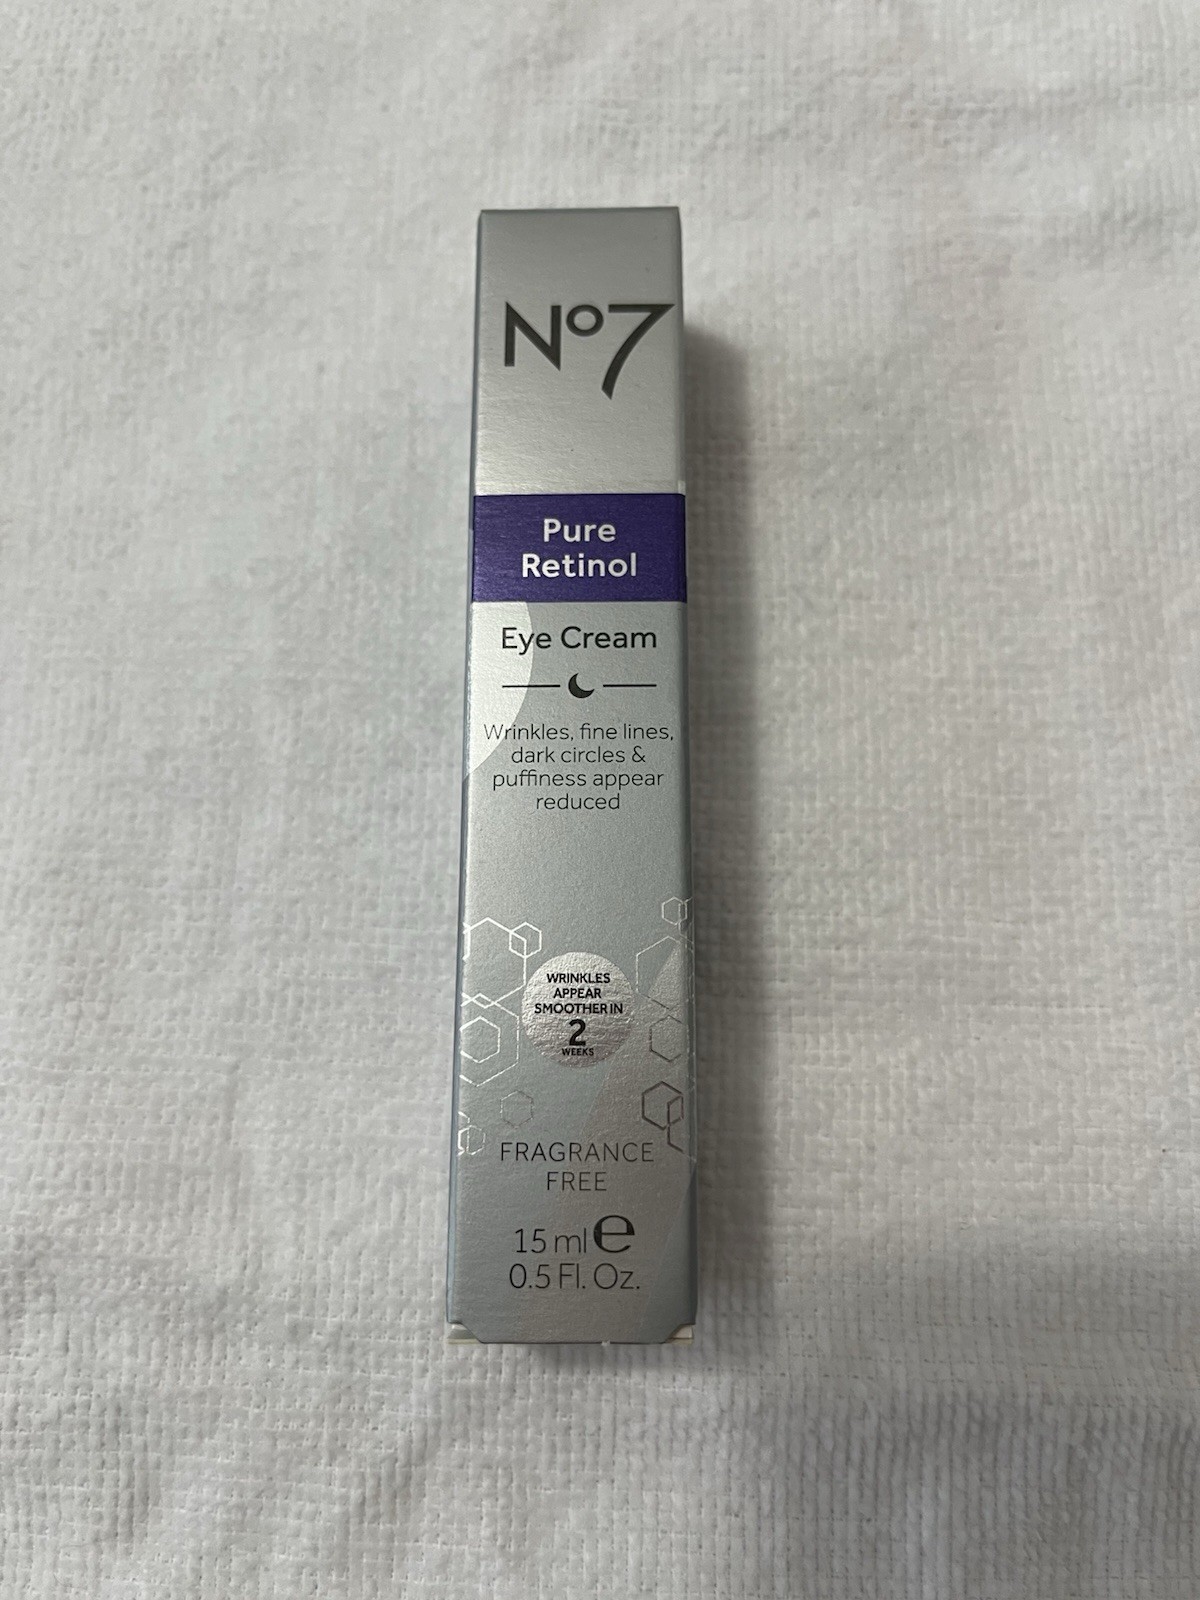 Nº7
Pure
Retinol
Eye Cream
Wrinkles, fine lines,
dark circles &
puffiness appear
reduced
WRINKLES
APPEAR
SMOOTHER IN
2
WEEKS
FRAGRANCE
FREE
15 ml ℮
0.5 Fl. Oz.